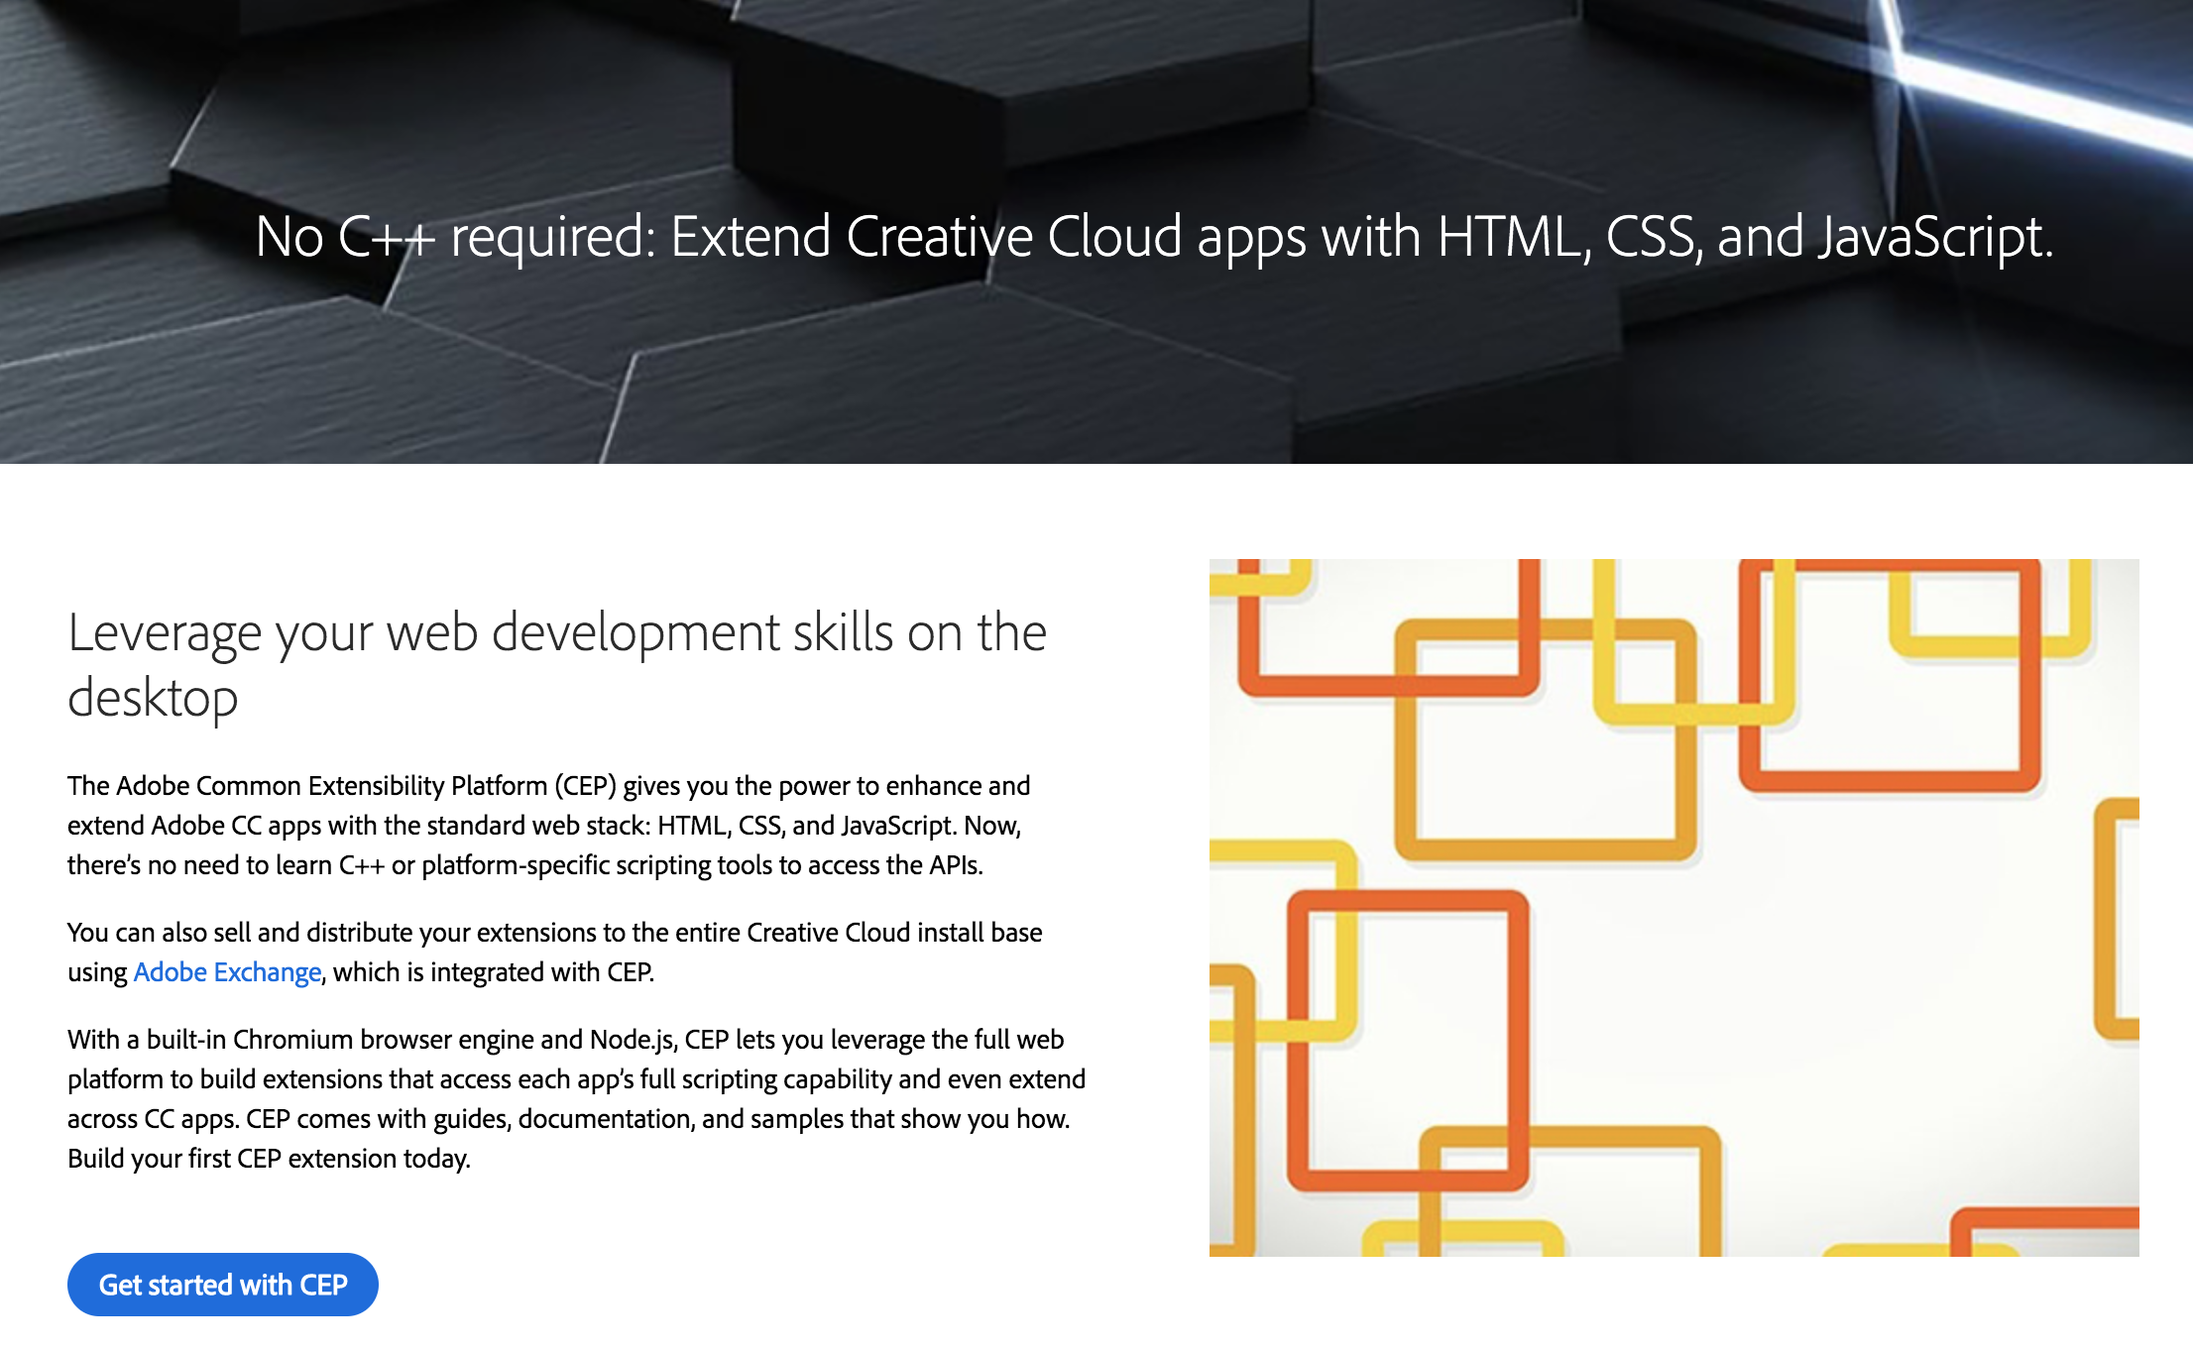 No C++ required: Extend Creative Cloud apps with HTML, CSS, and JavaScript.
Leverage your web development skills on the
desktop
The Adobe Common Extensibility Platform (CEP) gives you the power to enhance and
extend Adobe CC apps with the standard web stack: HTML, CSS, and JavaScript. Now,
there’s no need to learn C++ or platform-specific scripting tools to access the APIs.
You can also sell and distribute your extensions to the entire Creative Cloud install base
using Adobe Exchange, which is integrated with CEP.
With a built-in Chromium browser engine and Node.js, CEP lets you leverage the full web
platform to build extensions that access each app’s full scripting capability and even extend
across CC apps. CEP comes with guides, documentation, and samples that show you how.
Build your first CEP extension today.
Get started with CEP